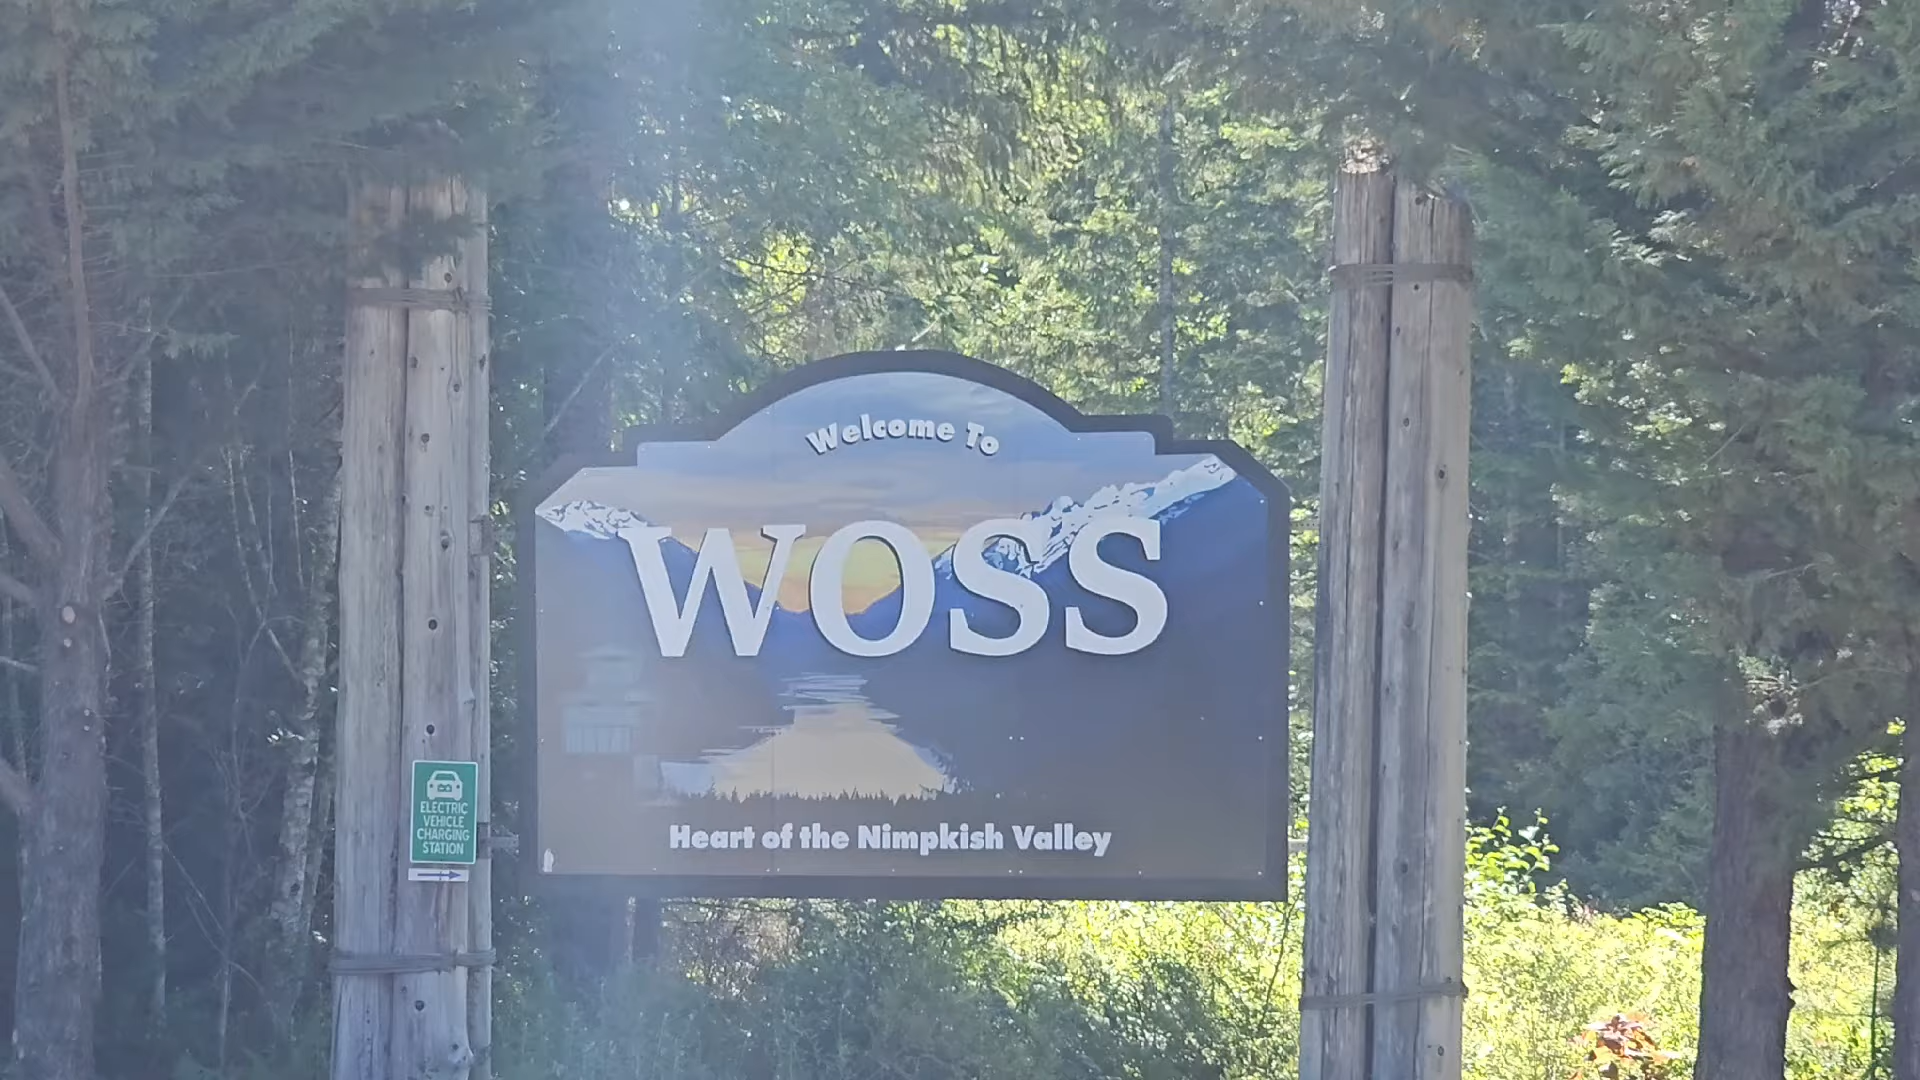 Welcome To
WOSS
Heart of the Nimpkish Valley
ELECTRIC
VEHICLE
CHARGING
STATION